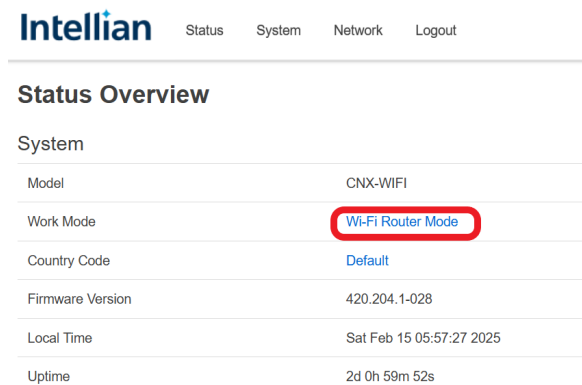 Intellian Status System Network Logout
Status Overview
System
Model CNX-WIFI
Work Mode Wi-Fi Router Mode
Country Code Default
Firmware Version 420.204.1-028
Local Time Sat Feb 15 05:57:27 2025
Uptime 2d 0h 59m 52s